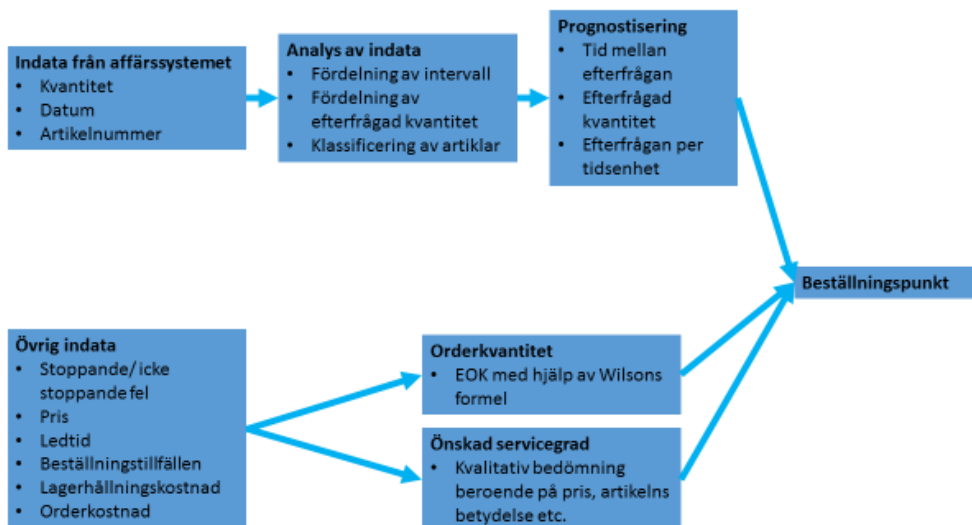 Indata från affärssystemet
• Kvantitet
• Datum
• Artikelnummer
Analys av indata
• Fördelning av intervall
• Fördelning av
efterfrågad kvantitet
• Klassificering av artiklar
Prognostisering
• Tid mellan
efterfrågan
• Efterfrågad
kvantitet
• Efterfrågan per
tidsenhet
Beställningspunkt
Övrig indata
• Stoppande/icke
stoppande fel
• Pris
• Ledtid
• Beställningstillfällen
• Lagerhållningskostnad
• Orderkostnad
Orderkvantitet
• EOK med hjälp av Wilsons
formel
Önskad servicegrad
• Kvalitativ bedömning
beroende på pris, artikelns
betydelse etc.